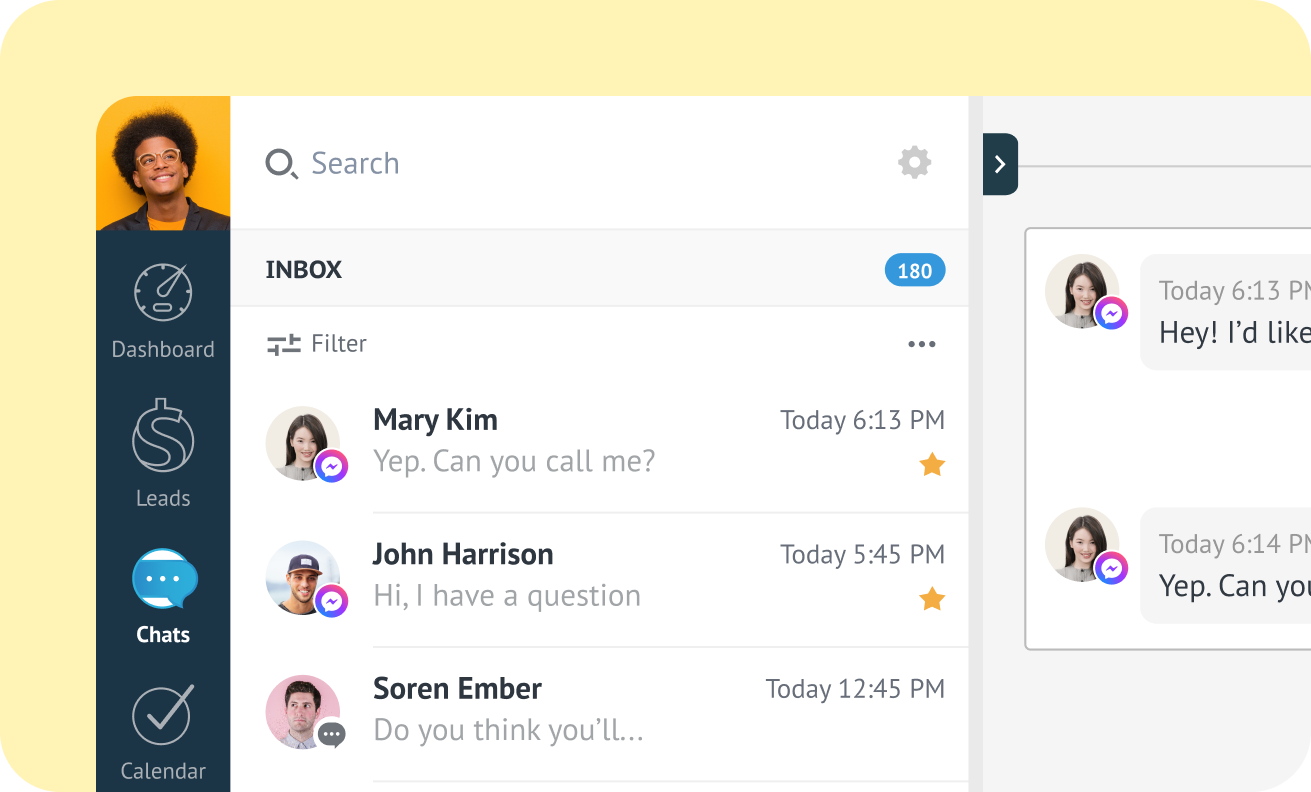 Search
INBOX
180
Filter
Mary Kim
Today 6:13 PM
Yep. Can you call me?
John Harrison
Today 5:45 PM
Hi, I have a question
Soren Ember
Today 12:45 PM
Do you think you’ll...
Dashboard
Leads
Chats
Calendar
Today 6:13 PM
Hey! I’d like
Today 6:14 PM
Yep. Can you